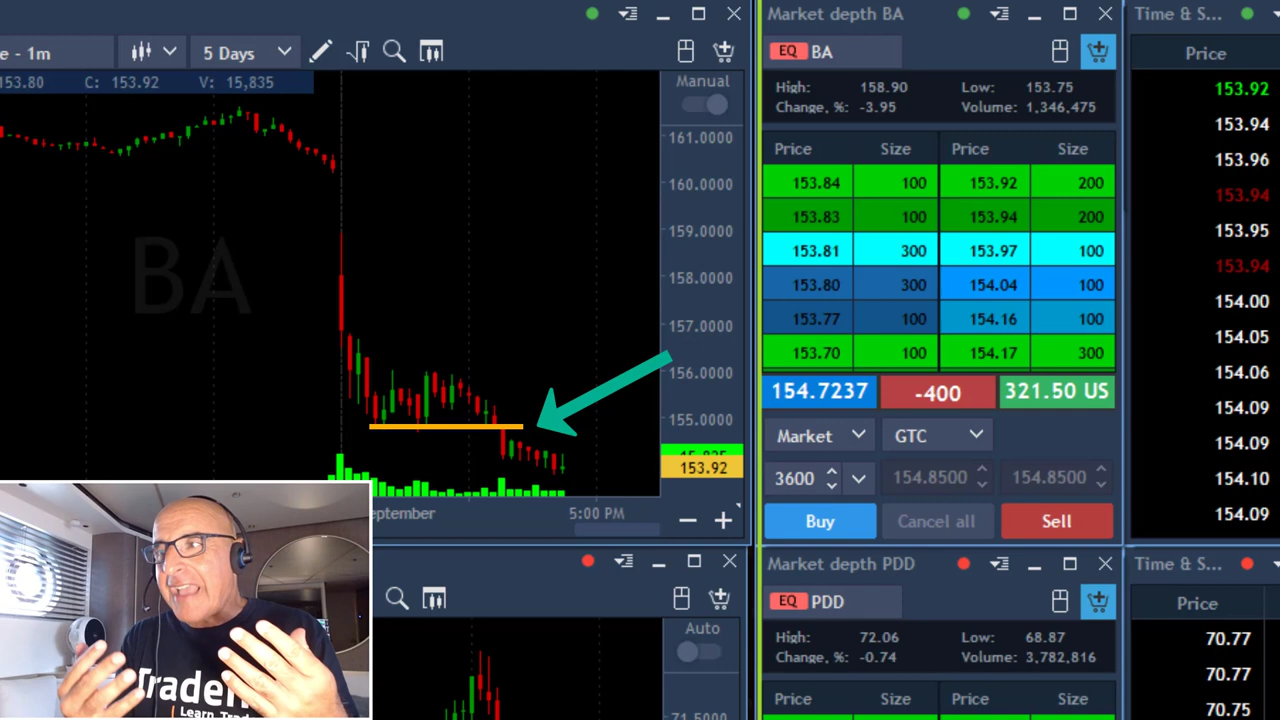 e - 1m
5 Days
153.80 C: 153.92 V: 15,835
BA
Manual
161.0000
160.0000
159.0000
158.0000
157.0000
156.0000
155.0000
153.92
eptember
5:00 PM
Market depth BA
EQ BA
High: 158.90 Low: 153.75
Change, %: -3.95 Volume: 1,346,475
Price Size Price Size
153.84 100 153.92 200
153.83 100 153.94 200
153.81 300 153.97 100
153.80 300 154.04 100
153.77 100 154.16 100
153.70 100 154.17 300
154.7237 -400 321.50 US
Market GTC
3600 154.8500 154.8500
Buy Cancel all Sell
Time & S...
Price
153.92
153.94
153.96
153.94
153.95
153.94
154.00
154.05
154.06
154.09
154.09
154.10
154.09
Auto
71.5000
Market depth PDD
EQ PDD
High: 72.06 Low: 68.87
Change, %: -0.74 Volume: 3,782,816
Price Size Price Size
Time & S...
Price
70.77
70.77
70.75
Learn